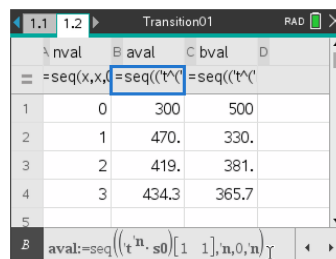 1.1 1.2 Transition01 RAD
A nval B aval C bval D
= =seq(x,x,0 =seq(('t^(' =seq(('t^('
1 0 300 500
2 1 470. 330.
3 2 419. 381.
4 3 434.3 365.7
5
B aval:=seq(('t'n·s0)[1 1],'n,0,'n)